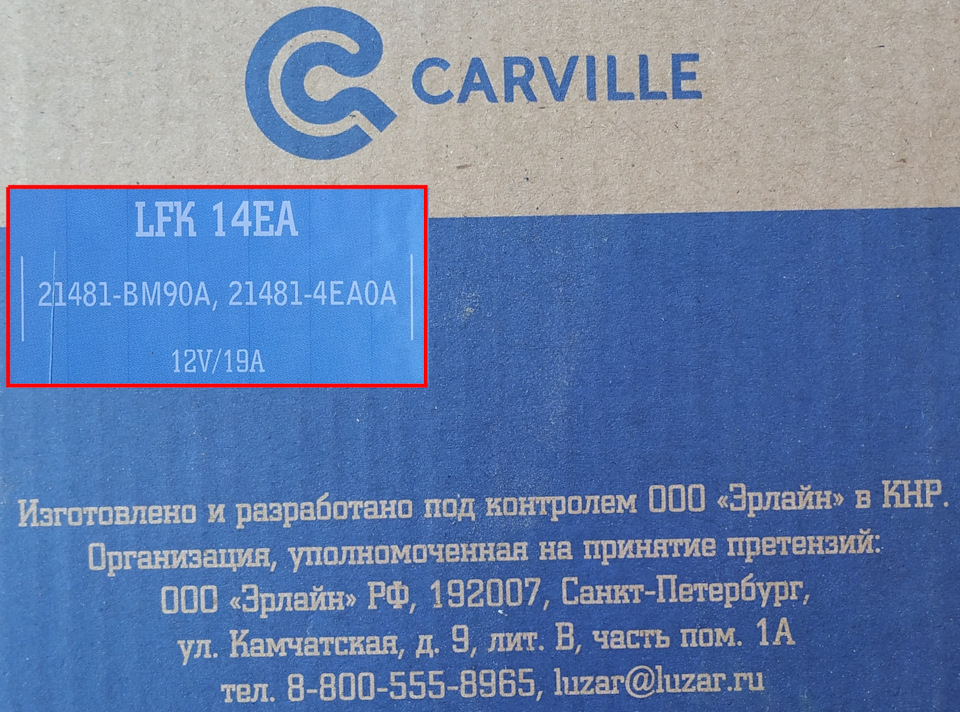 CARVILLE
LFK 14EA
21481-BM90A, 21481-4EA0A
12V/19A
Изготовлено и разработано под контролем ООО «Эрлайн» в КНР.
Организация, уполномоченная на принятие претензий:
ООО «Эрлайн» РФ, 192007, Санкт-Петербург,
ул. Камчатская, д. 9, лит. В, часть пом. 1А
тел. 8-800-555-8965, luzar@luzar.ru